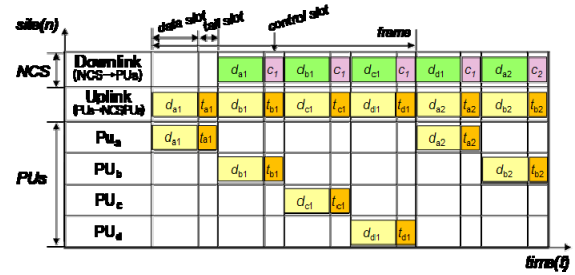 site(n)
data slot tail slot control slot
frame
NCS Downlink d_a1 c_1 d_b1 c_1 d_c1 c_1 d_d1 c_1 d_a2 c_2
(NCS→PUs)
Uplink d_a1 t_a1 d_b1 t_b1 d_c1 t_c1 d_d1 t_d1 d_a2 t_a2 d_b2 t_b2
(PUs→NCS|PUs)
PUs Pu_a d_a1 t_a1 d_a2 t_a2
PU_b d_b1 t_b1 d_b2 t_b2
PU_c d_c1 t_c1
PU_d d_d1 t_d1
time(t)